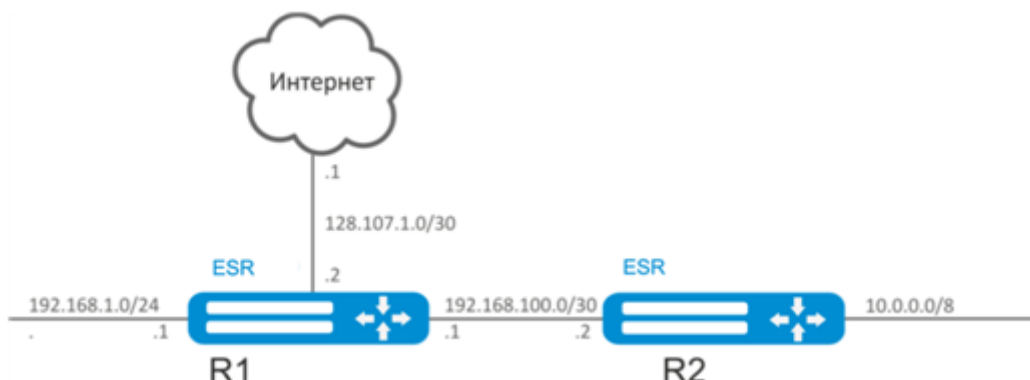 Интернет
.1
128.107.1.0/30
.2
ESR
ESR
192.168.1.0/24
192.168.100.0/30
10.0.0.0/8
.
.1
.1
.2
R1
R2